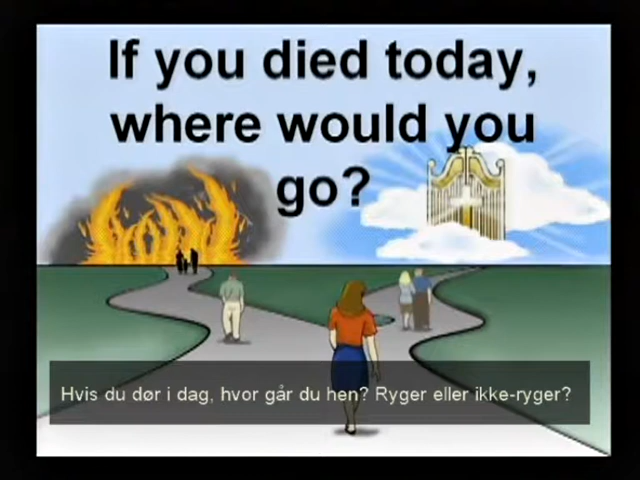 If you died today,
where would you
go?
Hvis du dør i dag, hvor går du hen? Ryger eller ikke-ryger?